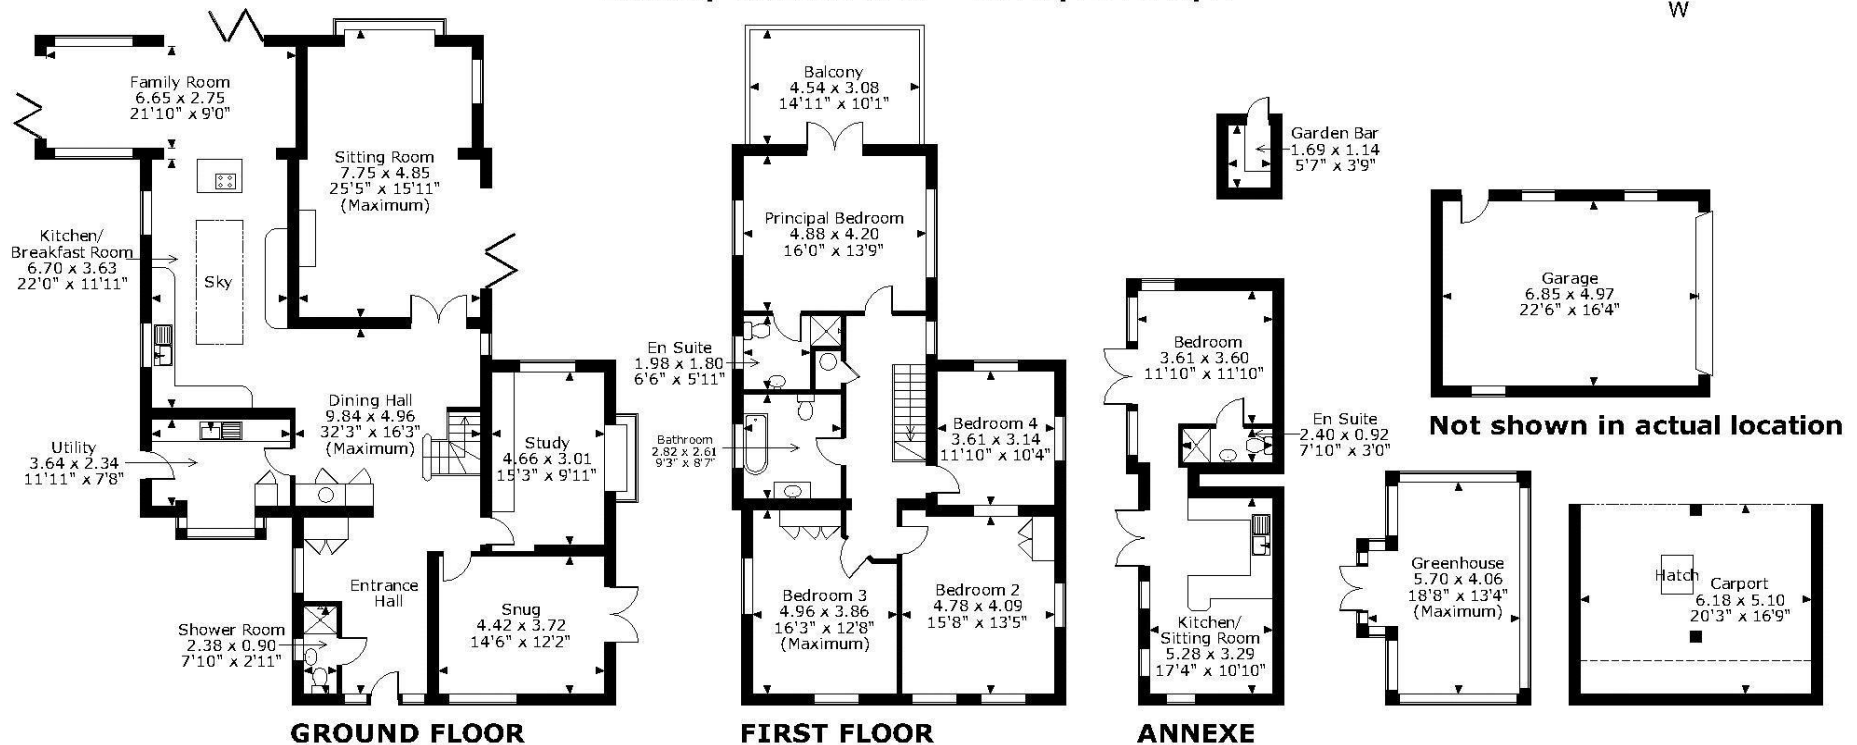 W
Family Room
6.65 x 2.75
21'10" x 9'0"
Sitting Room
7.75 x 4.85
25'5" x 15'11"
(Maximum)
Kitchen/
Breakfast Room
6.70 x 3.63
22'0" x 11'11"
Sky
Dining Hall
9.84 x 4.96
32'3" x 16'3"
(Maximum)
Utility
3.64 x 2.34
11'11" x 7'8"
Study
4.66 x 3.01
15'3" x 9'11"
Entrance
Hall
Snug
4.42 x 3.72
14'6" x 12'2"
Shower Room
2.38 x 0.90
7'10" x 2'11"
GROUND FLOOR
Balcony
4.54 x 3.08
14'11" x 10'1"
Principal Bedroom
4.88 x 4.20
16'0" x 13'9"
En Suite
1.98 x 1.80
6'6" x 5'11"
Bathroom
2.82 x 2.61
9'3" x 8'7"
Bedroom 4
3.61 x 3.14
11'10" x 10'4"
Bedroom 3
4.96 x 3.86
16'3" x 12'8"
(Maximum)
Bedroom 2
4.78 x 4.09
15'8" x 13'5"
FIRST FLOOR
Garden Bar
1.69 x 1.14
5'7" x 3'9"
Bedroom
3.61 x 3.60
11'10" x 11'10"
En Suite
2.40 x 0.92
7'10" x 3'0"
Kitchen/
Sitting Room
5.28 x 3.29
17'4" x 10'10"
ANNEXE
Garage
6.85 x 4.97
22'6" x 16'4"
Not shown in actual location
Greenhouse
5.70 x 4.06
18'8" x 13'4"
(Maximum)
Hatch
Carport
6.18 x 5.10
20'3" x 16'9"